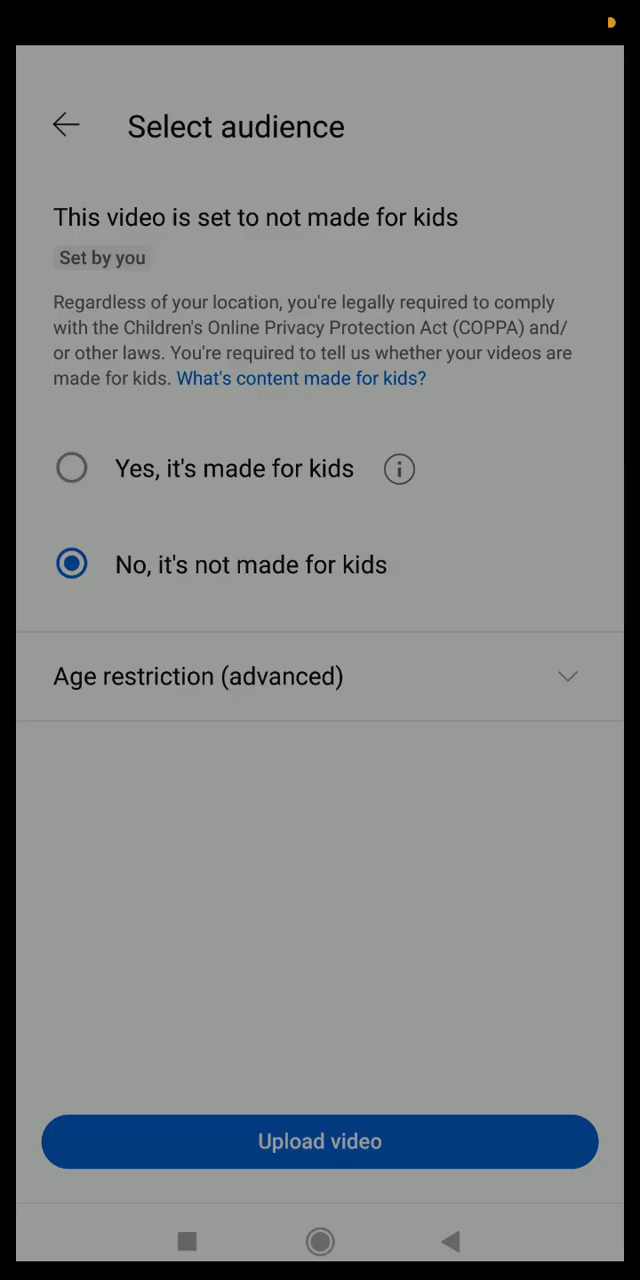 Select audience
This video is set to not made for kids
Set by you
Regardless of your location, you're legally required to comply
with the Children's Online Privacy Protection Act (COPPA) and/
or other laws. You're required to tell us whether your videos are
made for kids. What's content made for kids?
Yes, it's made for kids
No, it's not made for kids
Age restriction (advanced)
Upload video